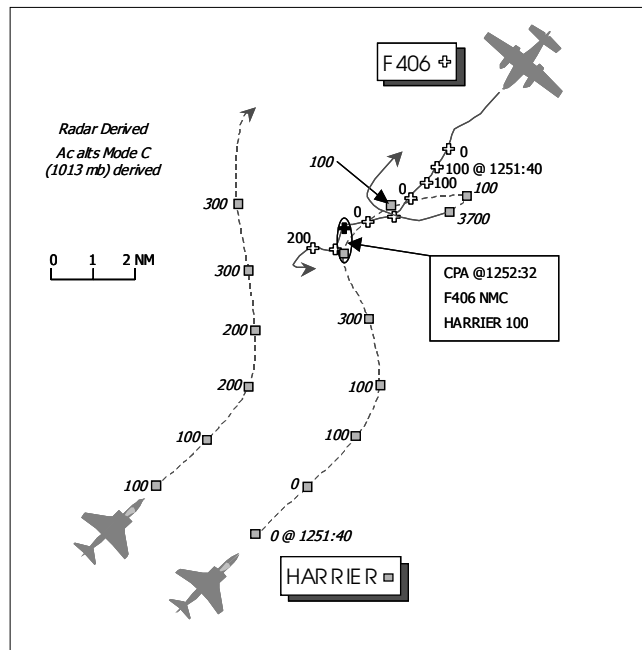 F406
Radar Derived
Ac alts Mode C
(1013 mb) derived
0
100 @ 1251:40
100
100
0
100
300
0
3700
200
0 1 2 NM
CPA @1252:32
F406 NMC
HARRIER 100
300
300
200
200
100
100
100
100
0
0 @ 1251:40
HARRIER